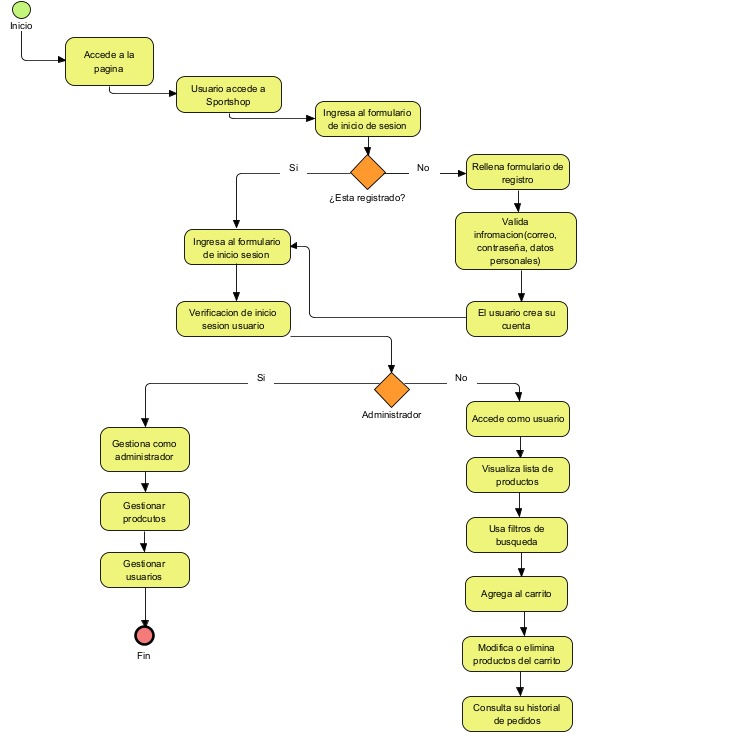 Inicio
Accede a la
pagina
Usuario accede a
Sportshop
Ingresa al formulario
de inicio de sesion
Si
No
¿Esta registrado?
Rellena formulario de
registro
Valida
infromacion(correo,
contraseña, datos
personales)
Ingresa al formulario
de inicio sesion
Verificacion de inicio
sesion usuario
El usuario crea su
cuenta
Si
No
Administrador
Gestiona como
administrador
Gestionar
prodcutos
Gestionar
usuarios
Fin
Accede como usuario
Visualiza lista de
productos
Usa filtros de
busqueda
Agrega al carrito
Modifica o elimina
productos del carrito
Consulta su historial
de pedidos